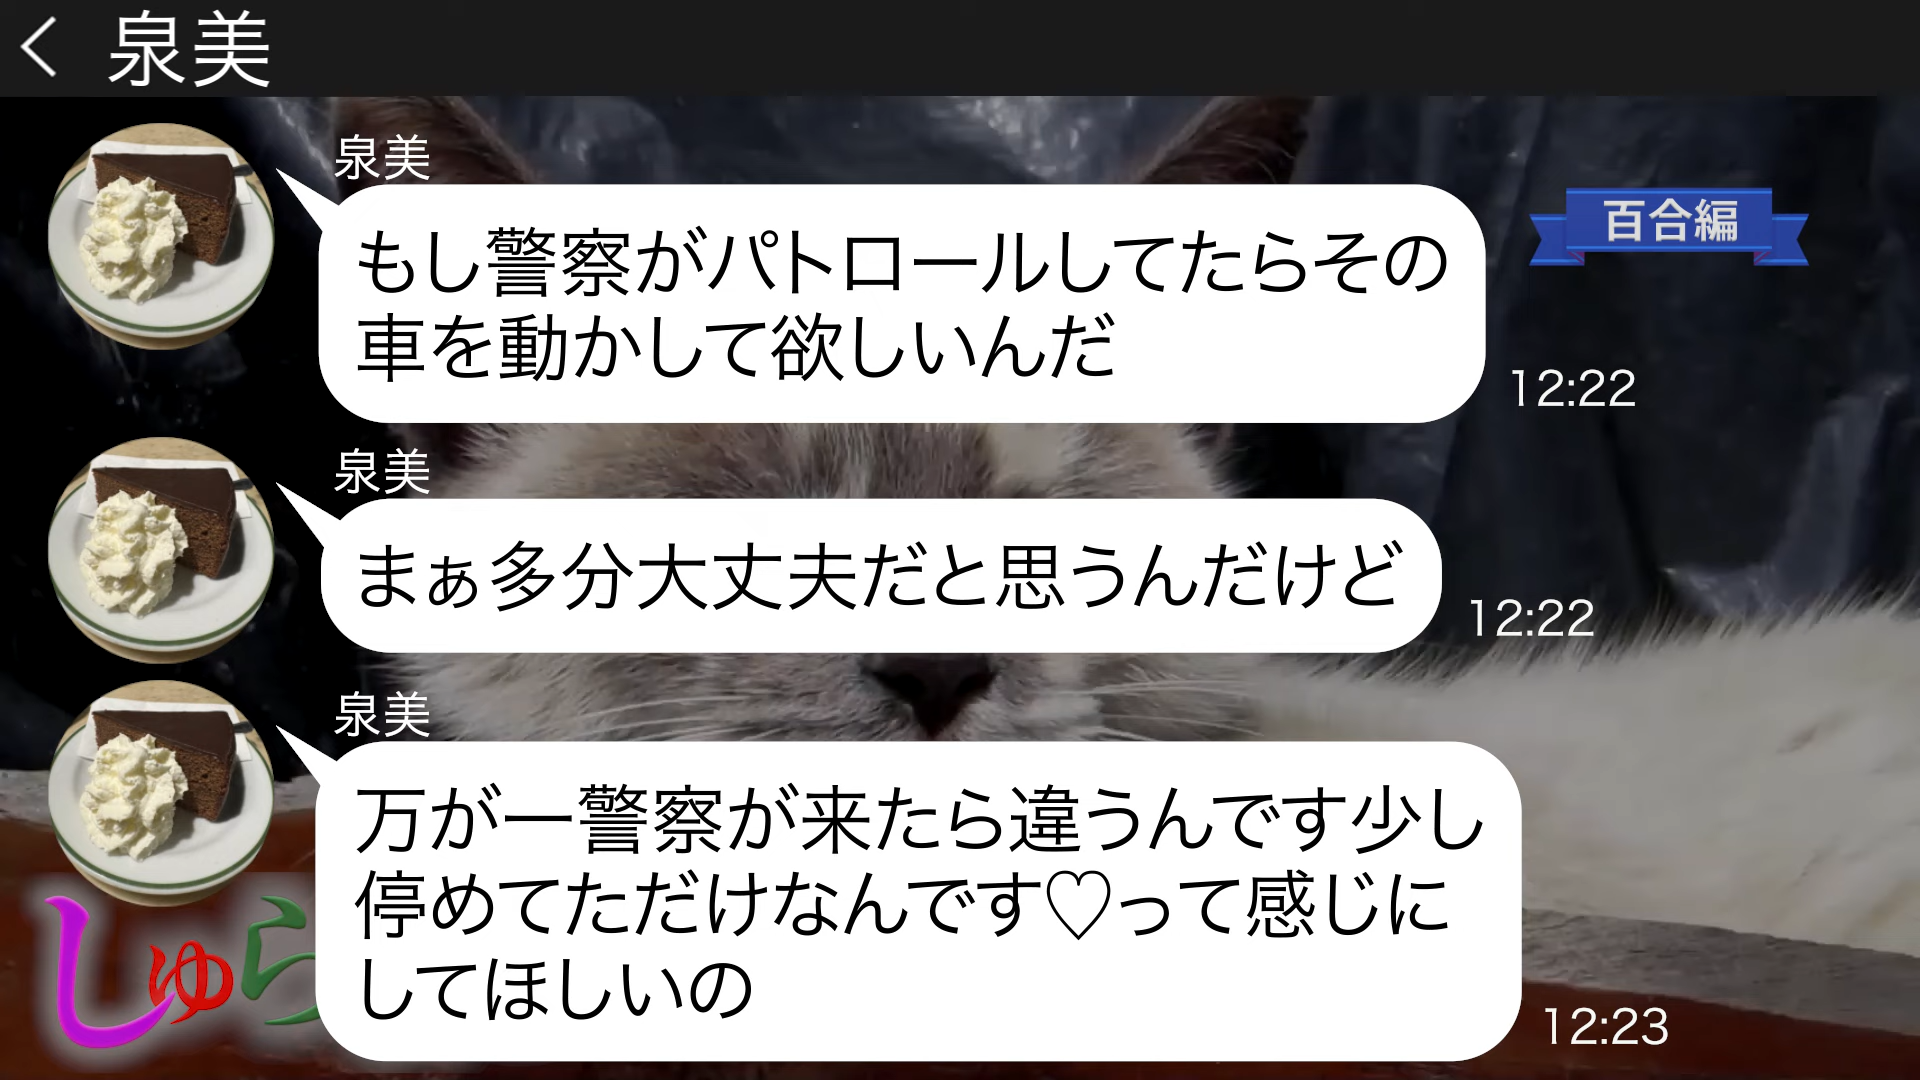 泉美
泉美
百合編
もし警察がパトロールしてたらその
車を動かして欲しいんだ
12:22
泉美
まぁ多分大丈夫だと思うんだけど
12:22
泉美
万が一警察が来たら違うんです少し
停めてただけなんです♡って感じに
してほしいの
12:23
しゅら